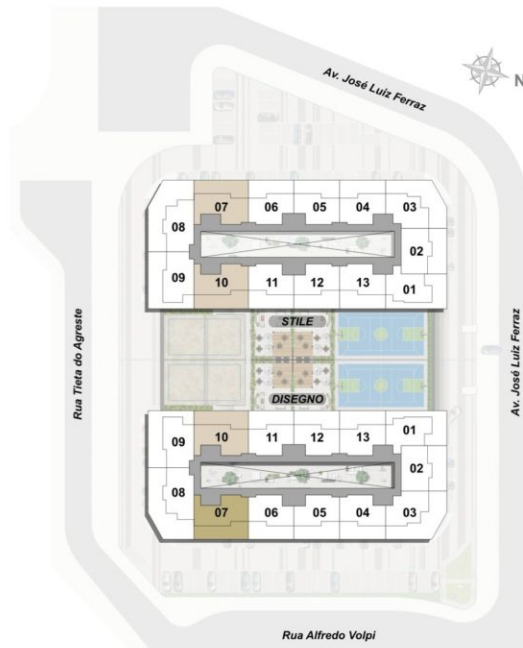 Av. José Luiz Ferraz
N
07 06 05 04 03
08
02
09 10 11 12 13 01
STILE
Rua Tieta do Agreste
Av. José Luiz Ferraz
DISEGNO
09 10 11 12 13 01
02
08
07 06 05 04 03
Rua Alfredo Volpi